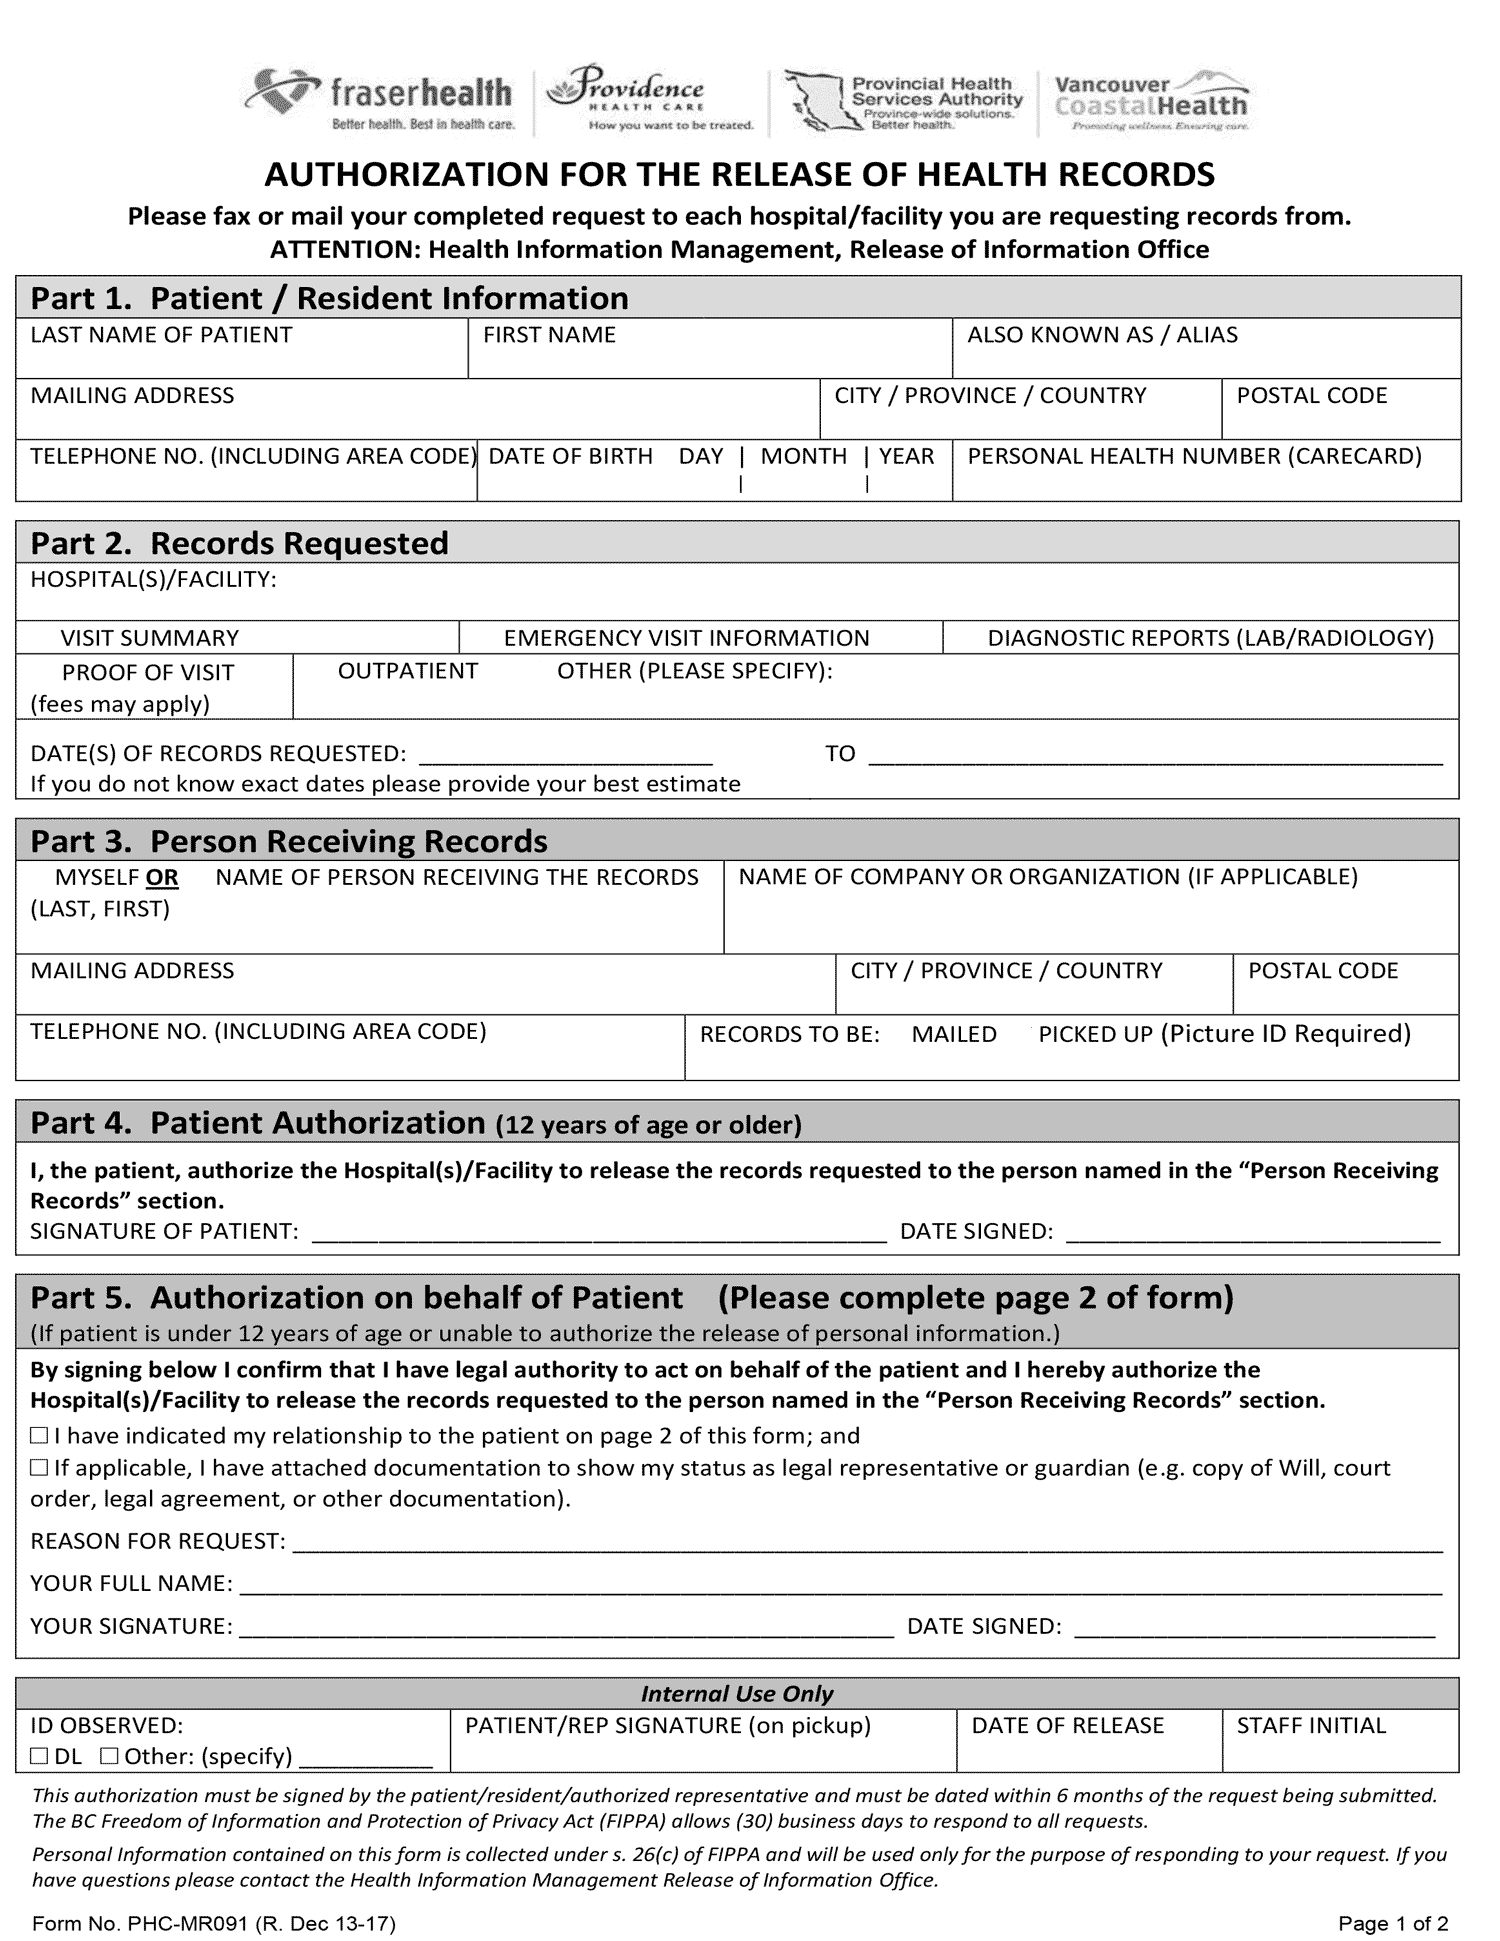 fraserhealth
Better health. Best in health care.
Providence
HEALTH CARE
How you want to be treated.
Provincial Health
Services Authority
Province-wide solutions.
Better health.
Vancouver
CoastalHealth
Promoting wellness. Ensuring care.
AUTHORIZATION FOR THE RELEASE OF HEALTH RECORDS
Please fax or mail your completed request to each hospital/facility you are requesting records from.
ATTENTION: Health Information Management, Release of Information Office
Part 1. Patient / Resident Information
LAST NAME OF PATIENT FIRST NAME ALSO KNOWN AS / ALIAS
MAILING ADDRESS CITY / PROVINCE / COUNTRY POSTAL CODE
TELEPHONE NO. (INCLUDING AREA CODE) DATE OF BIRTH DAY | MONTH | YEAR PERSONAL HEALTH NUMBER (CARECARD)
Part 2. Records Requested
HOSPITAL(S)/FACILITY:
VISIT SUMMARY EMERGENCY VISIT INFORMATION DIAGNOSTIC REPORTS (LAB/RADIOLOGY)
PROOF OF VISIT OUTPATIENT OTHER (PLEASE SPECIFY):
(fees may apply)
DATE(S) OF RECORDS REQUESTED: ______________________ TO ___________________________________________
If you do not know exact dates please provide your best estimate
Part 3. Person Receiving Records
MYSELF OR NAME OF PERSON RECEIVING THE RECORDS NAME OF COMPANY OR ORGANIZATION (IF APPLICABLE)
(LAST, FIRST)
MAILING ADDRESS CITY / PROVINCE / COUNTRY POSTAL CODE
TELEPHONE NO. (INCLUDING AREA CODE) RECORDS TO BE: MAILED PICKED UP (Picture ID Required)
Part 4. Patient Authorization (12 years of age or older)
I, the patient, authorize the Hospital(s)/Facility to release the records requested to the person named in the “Person Receiving
Records” section.
SIGNATURE OF PATIENT: ___________________________________________ DATE SIGNED: ____________________________
Part 5. Authorization on behalf of Patient (Please complete page 2 of form)
(If patient is under 12 years of age or unable to authorize the release of personal information.)
By signing below I confirm that I have legal authority to act on behalf of the patient and I hereby authorize the
Hospital(s)/Facility to release the records requested to the person named in the “Person Receiving Records” section.
☐ I have indicated my relationship to the patient on page 2 of this form; and
☐ If applicable, I have attached documentation to show my status as legal representative or guardian (e.g. copy of Will, court
order, legal agreement, or other documentation).
REASON FOR REQUEST: ______________________________________________________________________________________
YOUR FULL NAME: __________________________________________________________________________________________
YOUR SIGNATURE: _________________________________________________ DATE SIGNED: ___________________________
Internal Use Only
ID OBSERVED: PATIENT/REP SIGNATURE (on pickup) DATE OF RELEASE STAFF INITIAL
☐ DL ☐ Other: (specify) __________
This authorization must be signed by the patient/resident/authorized representative and must be dated within 6 months of the request being submitted.
The BC Freedom of Information and Protection of Privacy Act (FIPPA) allows (30) business days to respond to all requests.
Personal Information contained on this form is collected under s. 26(c) of FIPPA and will be used only for the purpose of responding to your request. If you
have questions please contact the Health Information Management Release of Information Office.
Form No. PHC-MR091 (R. Dec 13-17) Page 1 of 2